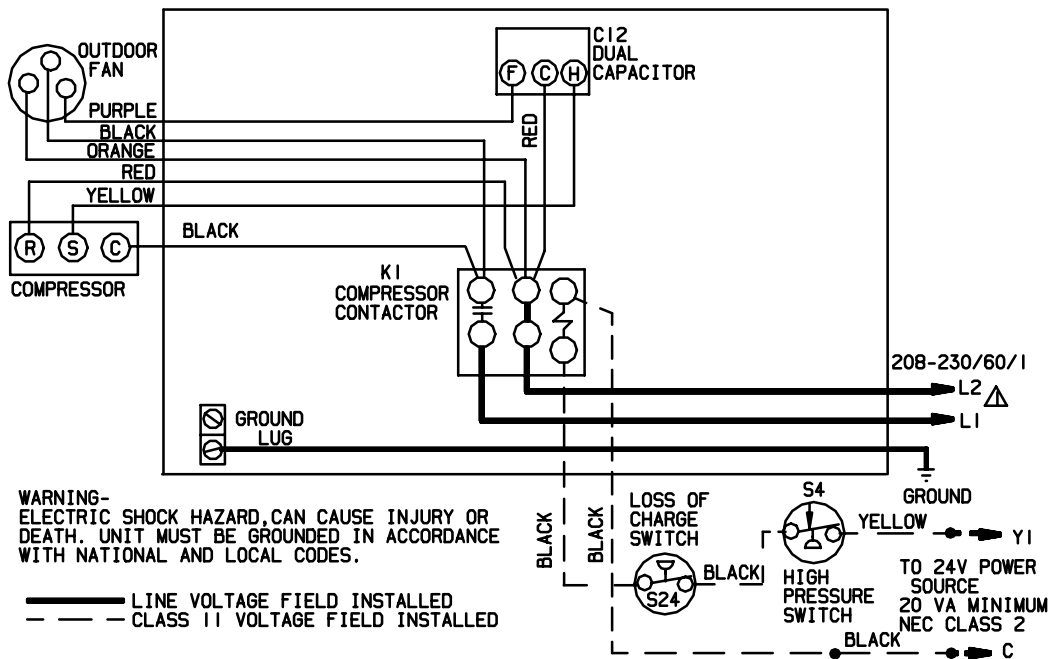 OUTDOOR
FAN
C12
DUAL
CAPACITOR
F C H
PURPLE
BLACK
ORANGE
RED
YELLOW
RED
R S C
BLACK
COMPRESSOR
K1
COMPRESSOR
CONTACTOR
208-230/60/1
L2
L1
GROUND
LUG
GROUND
WARNING-
ELECTRIC SHOCK HAZARD,CAN CAUSE INJURY OR
DEATH. UNIT MUST BE GROUNDED IN ACCORDANCE
WITH NATIONAL AND LOCAL CODES.
LINE VOLTAGE FIELD INSTALLED
CLASS 11 VOLTAGE FIELD INSTALLED
BLACK
BLACK
LOSS OF
CHARGE
SWITCH
S24
BLACK
S4
HIGH
PRESSURE
SWITCH
YELLOW
Y1
TO 24V POWER
SOURCE
20 VA MINIMUM
NEC CLASS 2
BLACK
C